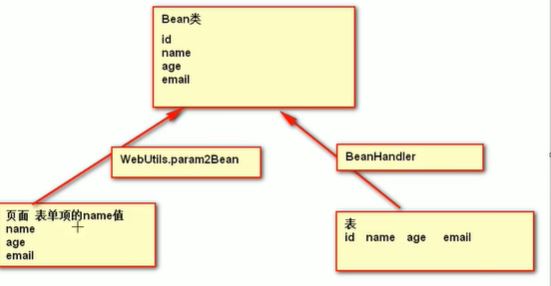 Bean类
id
name
age
email
WebUtils.param2Bean
BeanHandler
页面 表单项的name值
name
age
email
表
id name age email